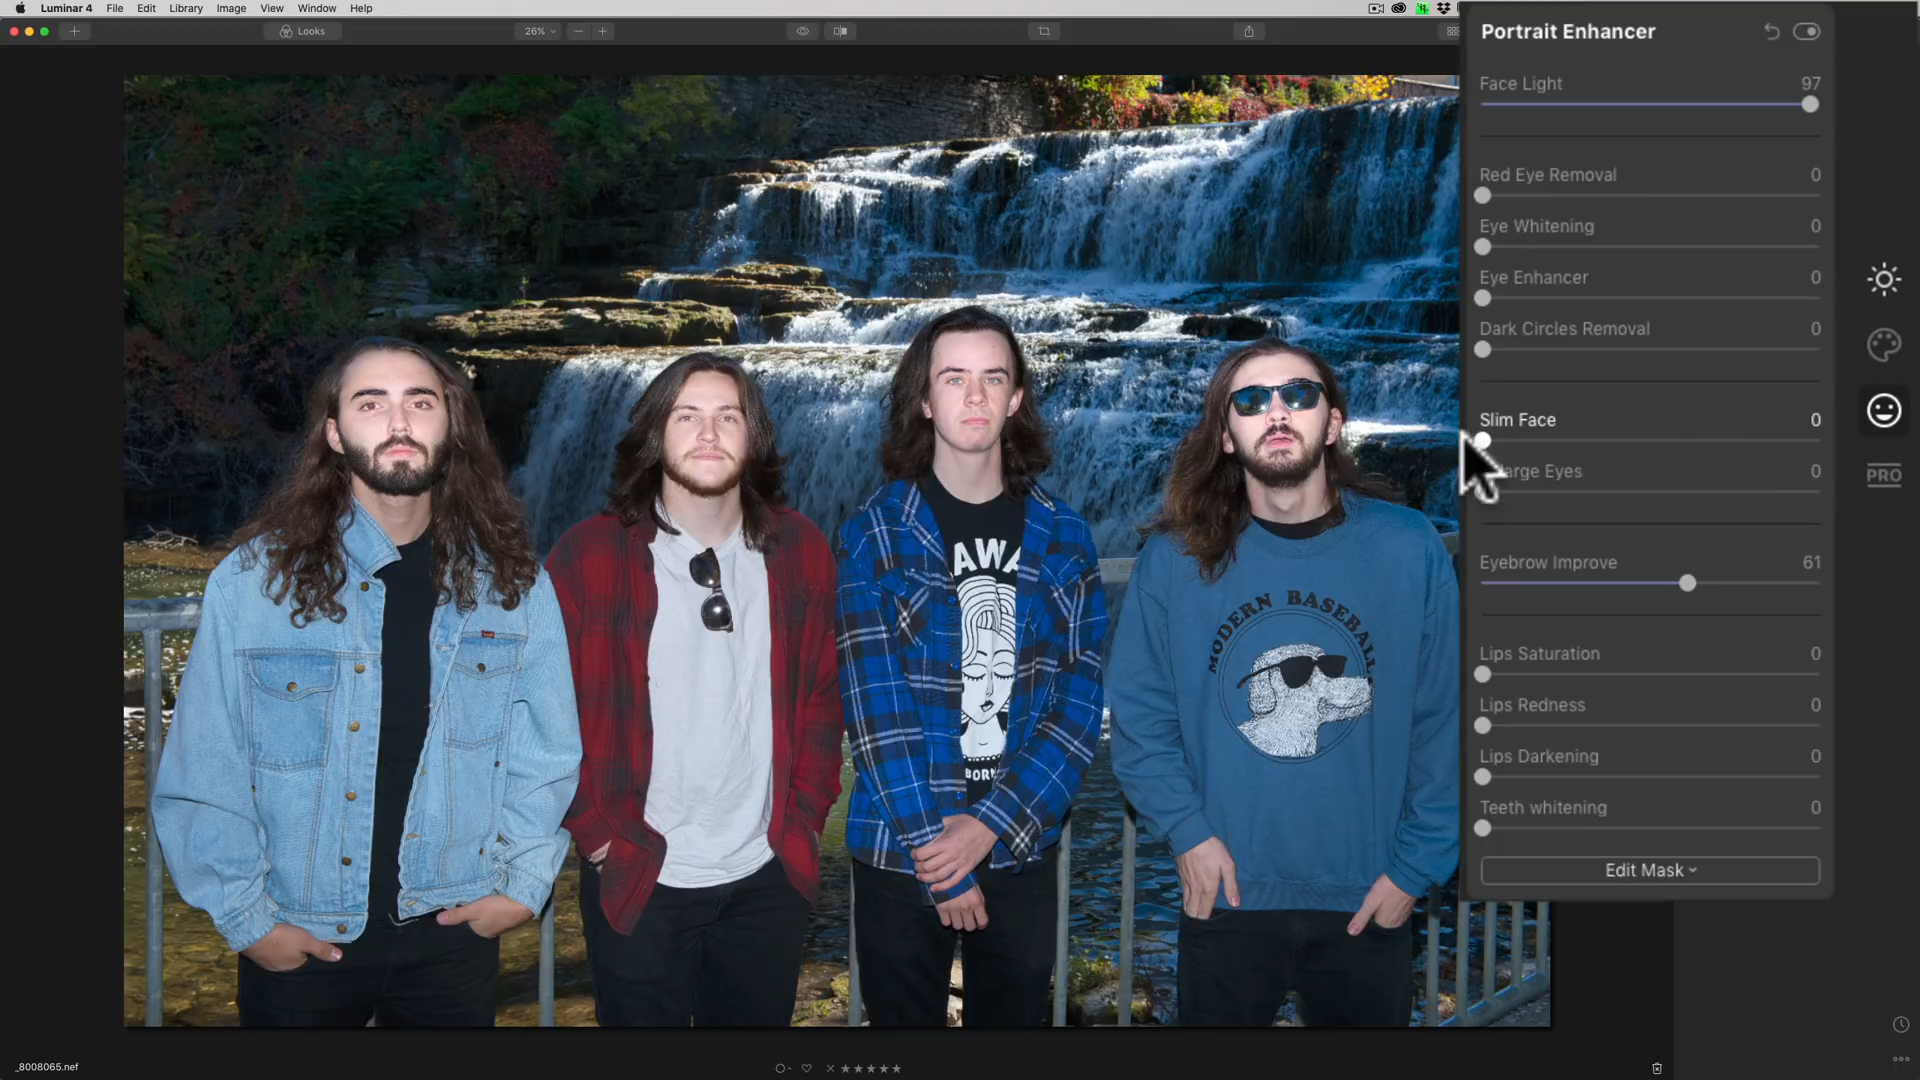 Luminar 4 File Edit Library Image View Window Help
Looks
26%
Portrait Enhancer
Face Light 97
Red Eye Removal 0
Eye Whitening 0
Eye Enhancer 0
Dark Circles Removal 0
Slim Face 0
arge Eyes 0
Eyebrow Improve 61
Lips Saturation 0
Lips Redness 0
Lips Darkening 0
Teeth whitening 0
Edit Mask
PRO
AWA
BORN
MODERN BASEBALL
_8008065.nef